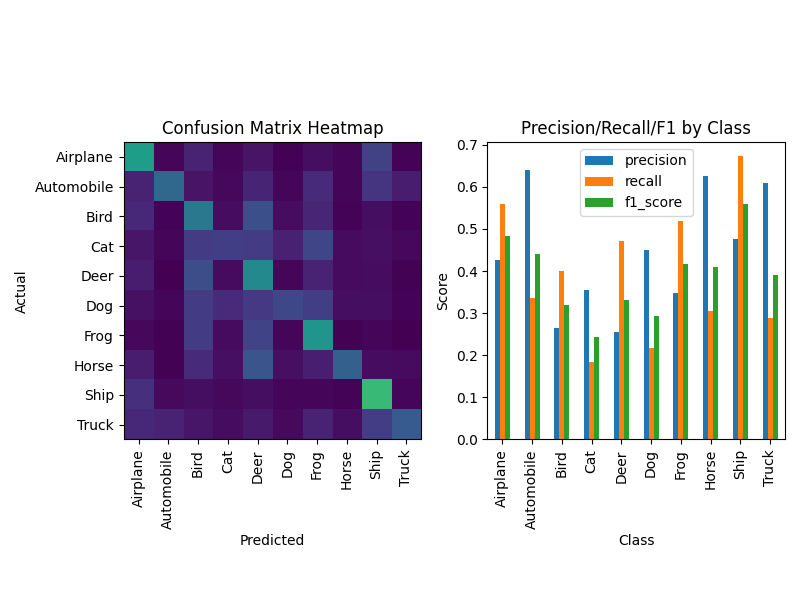 Confusion Matrix Heatmap
Actual
Airplane
Automobile
Bird
Cat
Deer
Dog
Frog
Horse
Ship
Truck
Airplane
Automobile
Bird
Cat
Deer
Dog
Frog
Horse
Ship
Truck
Predicted
Precision/Recall/F1 by Class
Score
0.7
0.6
0.5
0.4
0.3
0.2
0.1
0.0
precision
recall
f1_score
Airplane
Automobile
Bird
Cat
Deer
Dog
Frog
Horse
Ship
Truck
Class